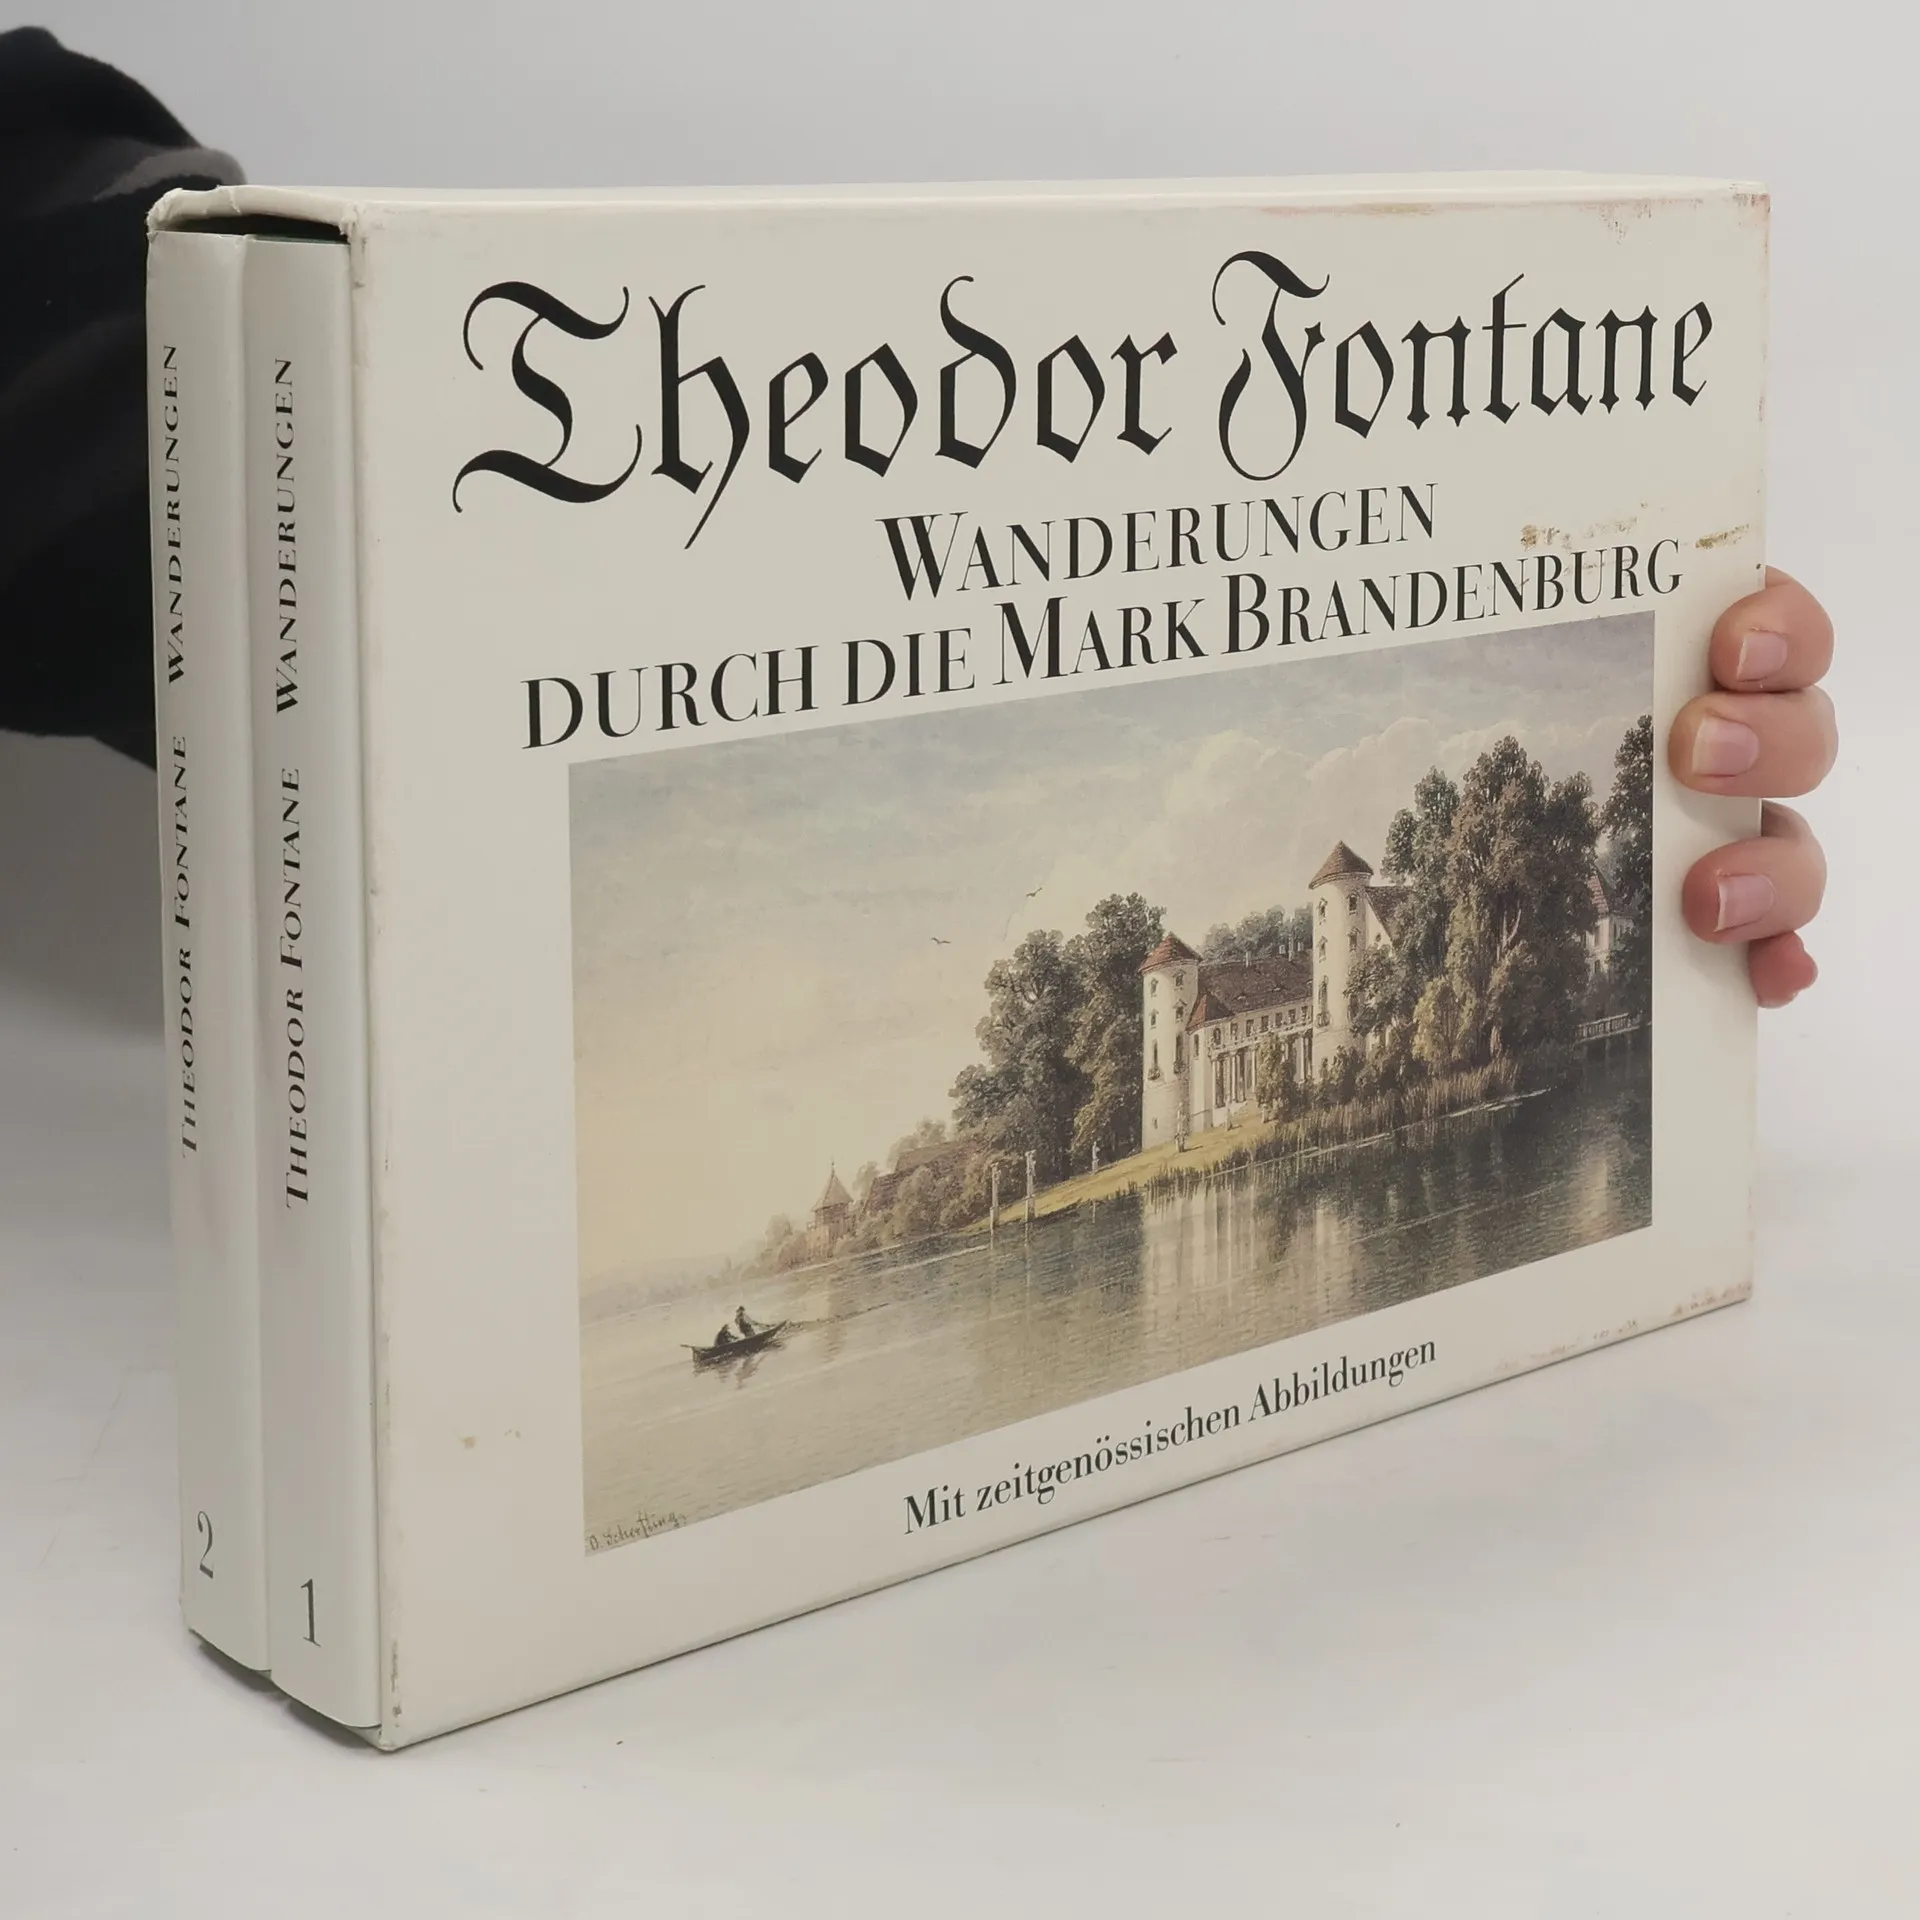 Theodor Fontane
WANDERUNGEN
DURCH DIE MARK BRANDENBURG
Mit zeitgenössischen Abbildungen
THEODOR FONTANE WANDERUNGEN
2
THEODOR FONTANE WANDERUNGEN
1